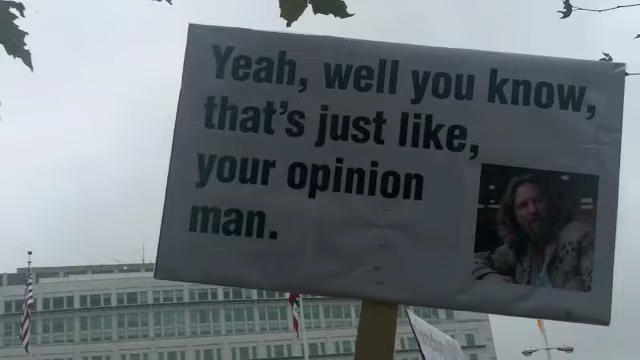 Yeah, well you know,
that's just like,
your opinion
man.